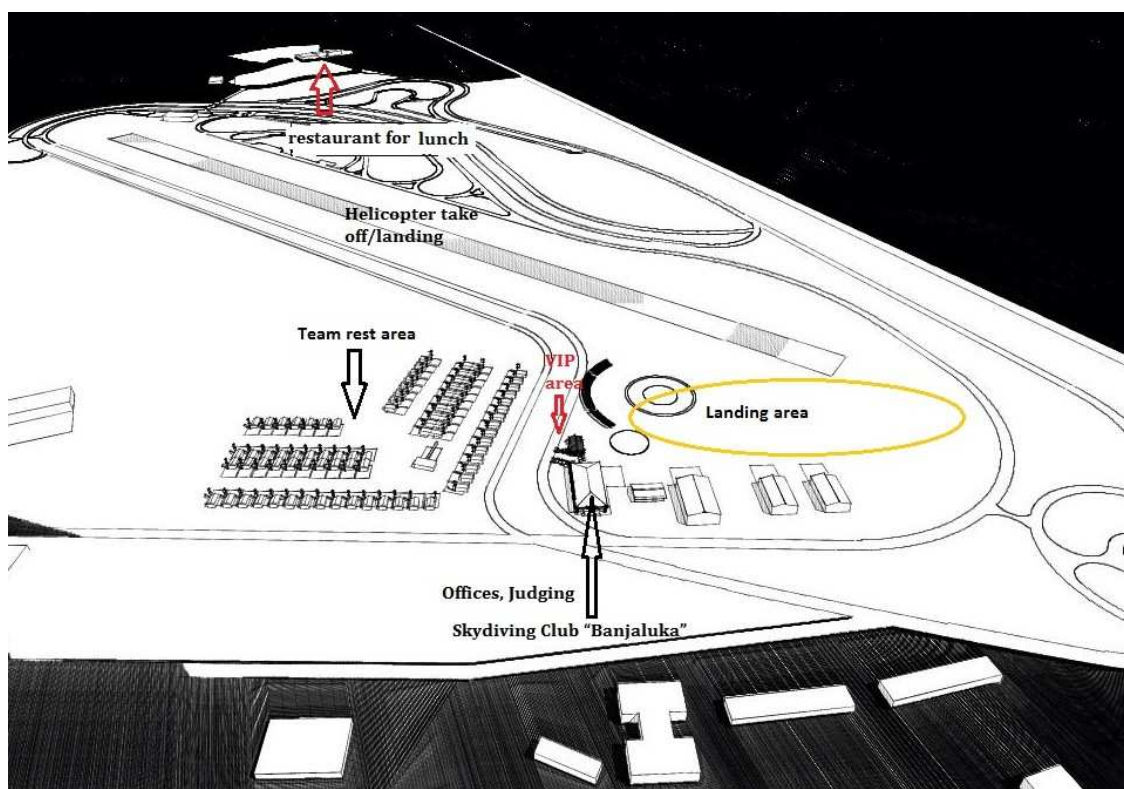 restaurant for lunch
Helicopter take
off/landing
Team rest area
VIP
area
Landing area
Offices, Judging
Skydiving Club “Banjaluka”